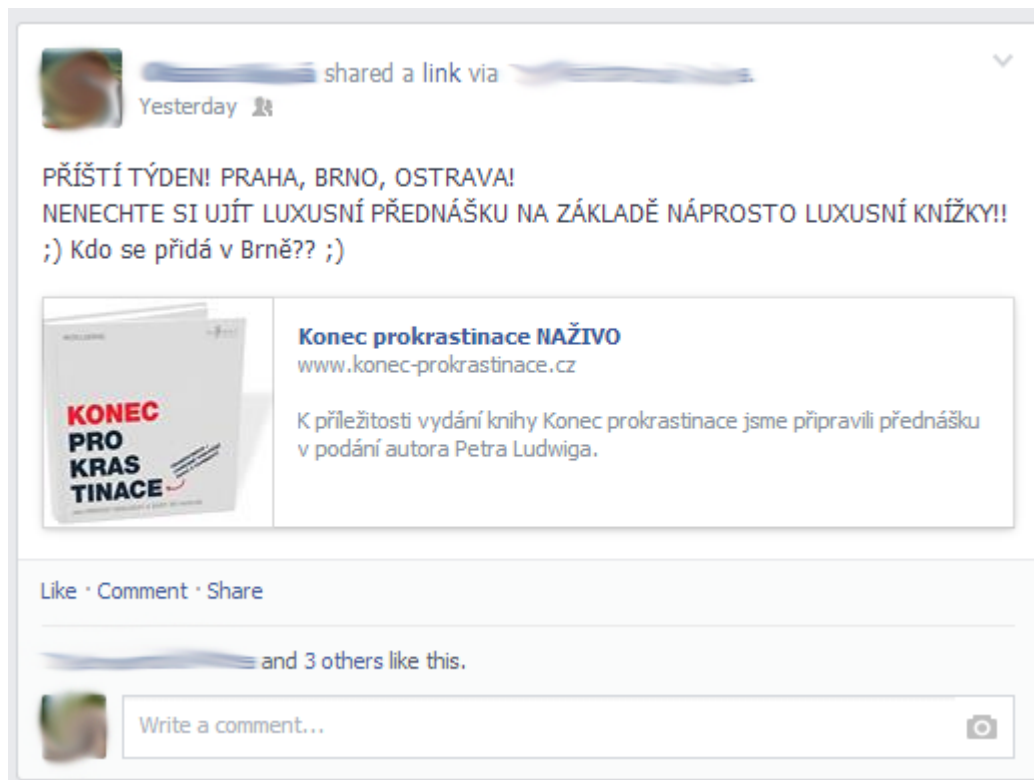 shared a link via
Yesterday
PŘÍŠTÍ TÝDEN! PRAHA, BRNO, OSTRAVA!
NENECHTE SI UJÍT LUXUSNÍ PŘEDNÁŠKU NA ZÁKLADĚ NÁPROSTO LUXUSNÍ KNÍŽKY!!
;) Kdo se přidá v Brně?? ;)
KONEC
PRO
KRAS
TINACE
Konec prokrastinace NAŽIVO
www.konec-prokrastinace.cz
K příležitosti vydání knihy Konec prokrastinace jsme připravili přednášku
v podání autora Petra Ludwiga.
Like · Comment · Share
and 3 others like this.
Write a comment...